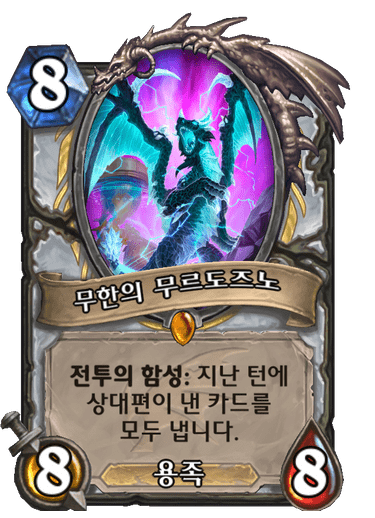 8
무한의 무르도즈노
전투의 함성: 지난 턴에
상대편이 낸 카드를
모두 냅니다.
8
용족
8